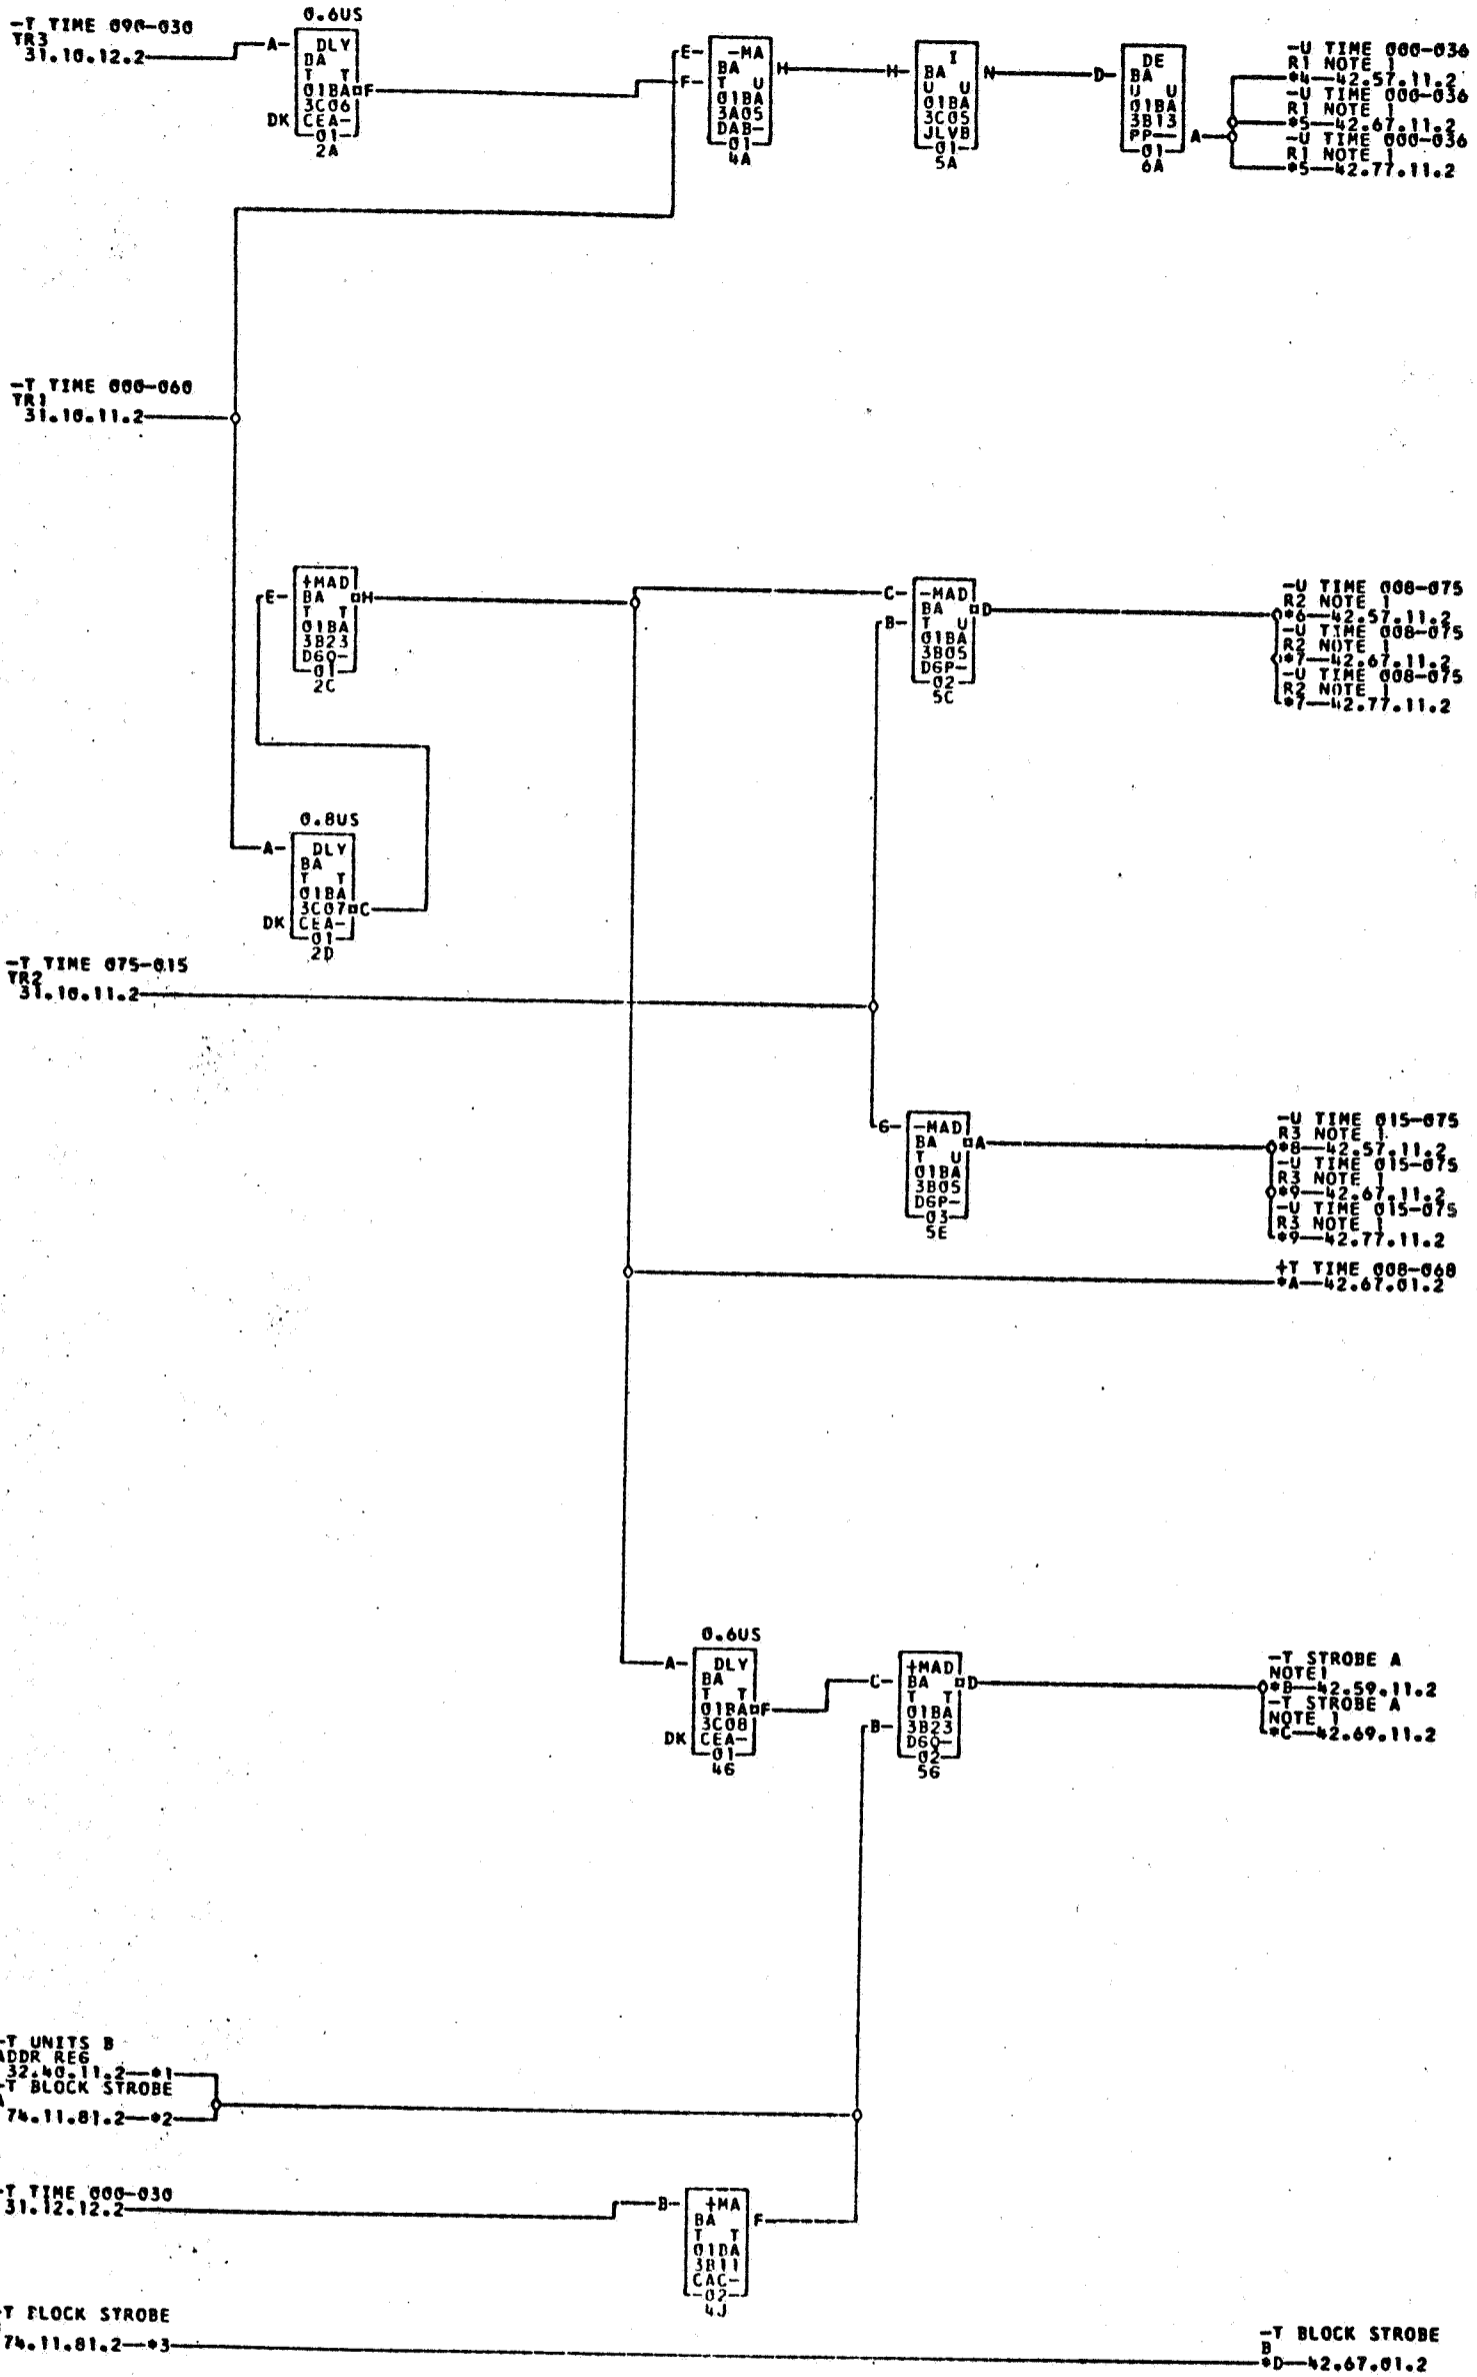 0.6US
-T TIME 090-030
TR3
31.10.12.2
A-
DLY
BA
T T
01BA
F
3C06
DK
CEA-
01
2A
E-
F-
-MA
BA
H
T U
01BA
3A05
DAB-
01
4A
H-
I
BA
N
U U
01BA
3C05
JLVB
01
5A
D-
DE
BA
U U
01BA
3B13
PP-
A
01
6A
-U TIME 000-036
R1 NOTE 1
*4-42.57.11.2
-U TIME 000-036
R1 NOTE 1
*5-42.67.11.2
-U TIME 000-036
R1 NOTE 1
*5-42.77.11.2
-T TIME 000-060
TR1
31.10.11.2
E-
+MAD
BA
H
T T
01BA
3B23
D6Q-
01
2C
C-
B-
-MAD
BA
D
T U
01BA
3B05
D6P-
02
5C
-U TIME 008-075
R2 NOTE 1
*6-42.57.11.2
-U TIME 008-075
R2 NOTE 1
*7-42.67.11.2
-U TIME 008-075
R2 NOTE 1
*7-42.77.11.2
0.8US
A-
DLY
BA
T T
01BA
3C07
C
DK
CEA-
01
2D
-T TIME 075-015
TR2
31.10.11.2
G-
-MAD
BA
A
T U
01BA
3B05
D6P-
03
5E
-U TIME 015-075
R3 NOTE 1
*8-42.57.11.2
-U TIME 015-075
R3 NOTE 1
*9-42.67.11.2
-U TIME 015-075
R3 NOTE 1
*9-42.77.11.2
+T TIME 008-068
*A-42.67.01.2
0.6US
A-
DLY
BA
T T
01BA
F
3C08
DK
CEA-
01
4G
C-
B-
+MAD
BA
D
T T
01BA
3B23
D6Q-
02
5G
-T STROBE A
NOTE1
*B-42.59.11.2
-T STROBE A
NOTE 1
*C-42.69.11.2
-T UNITS B
ADDR REG
32.40.11.2-*1
-T BLOCK STROBE
A
74.11.81.2-*2
-T TIME 000-030
31.12.12.2
B-
+MA
BA
F
T T
01BA
3B11
CAC-
02
4J
-T BLOCK STROBE
74.11.81.2-*3
-T BLOCK STROBE
B
*D-42.67.01.2